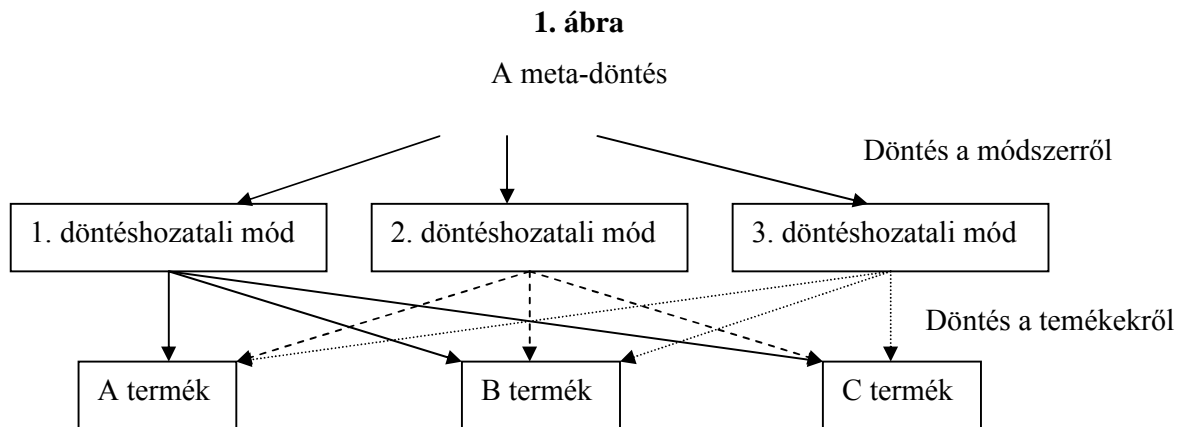 1. ábra
A meta-döntés
Döntés a módszerről
1. döntéshozatali mód
2. döntéshozatali mód
3. döntéshozatali mód
Döntés a temékekről
A termék
B termék
C termék